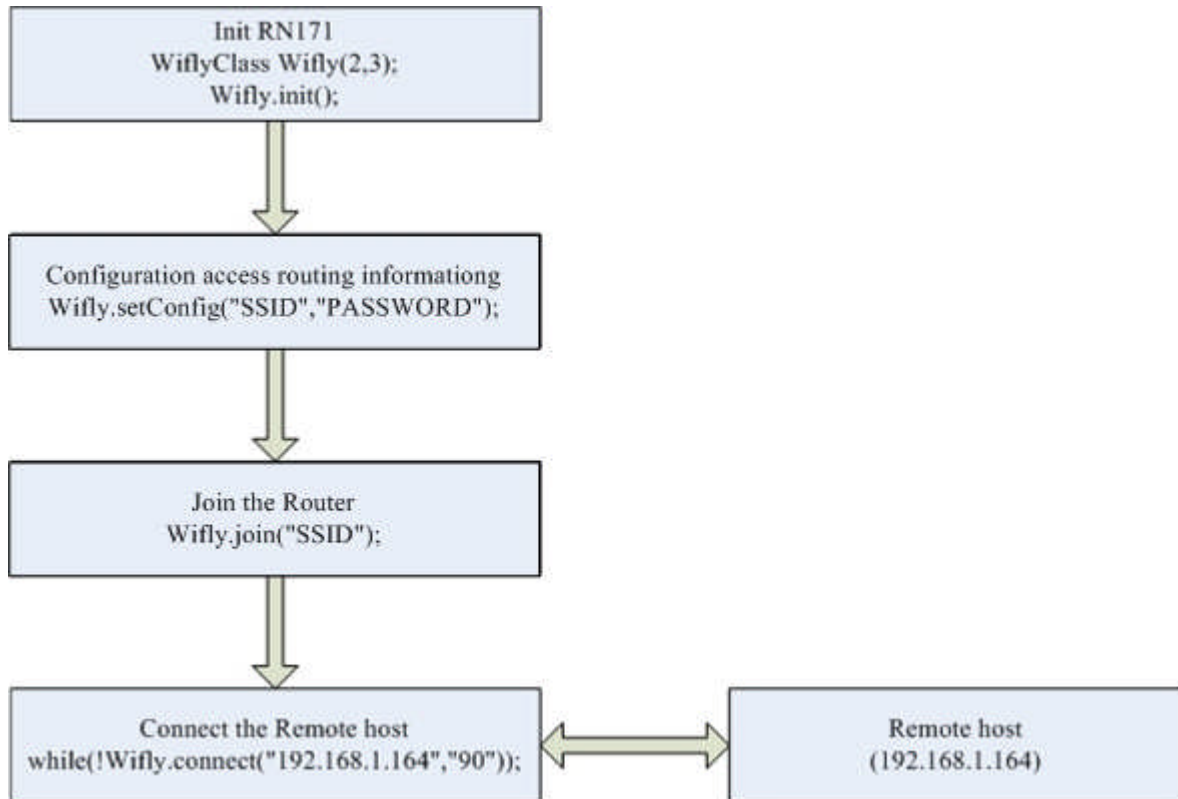 Init RN171
WiflyClass Wifly(2,3);
Wifly.init();
Configuration access routing informationg
Wifly.setConfig("SSID","PASSWORD");
Join the Router
Wifly.join("SSID");
Connect the Remote host
while(!Wifly.connect("192.168.1.164","90"));
Remote host
(192.168.1.164)